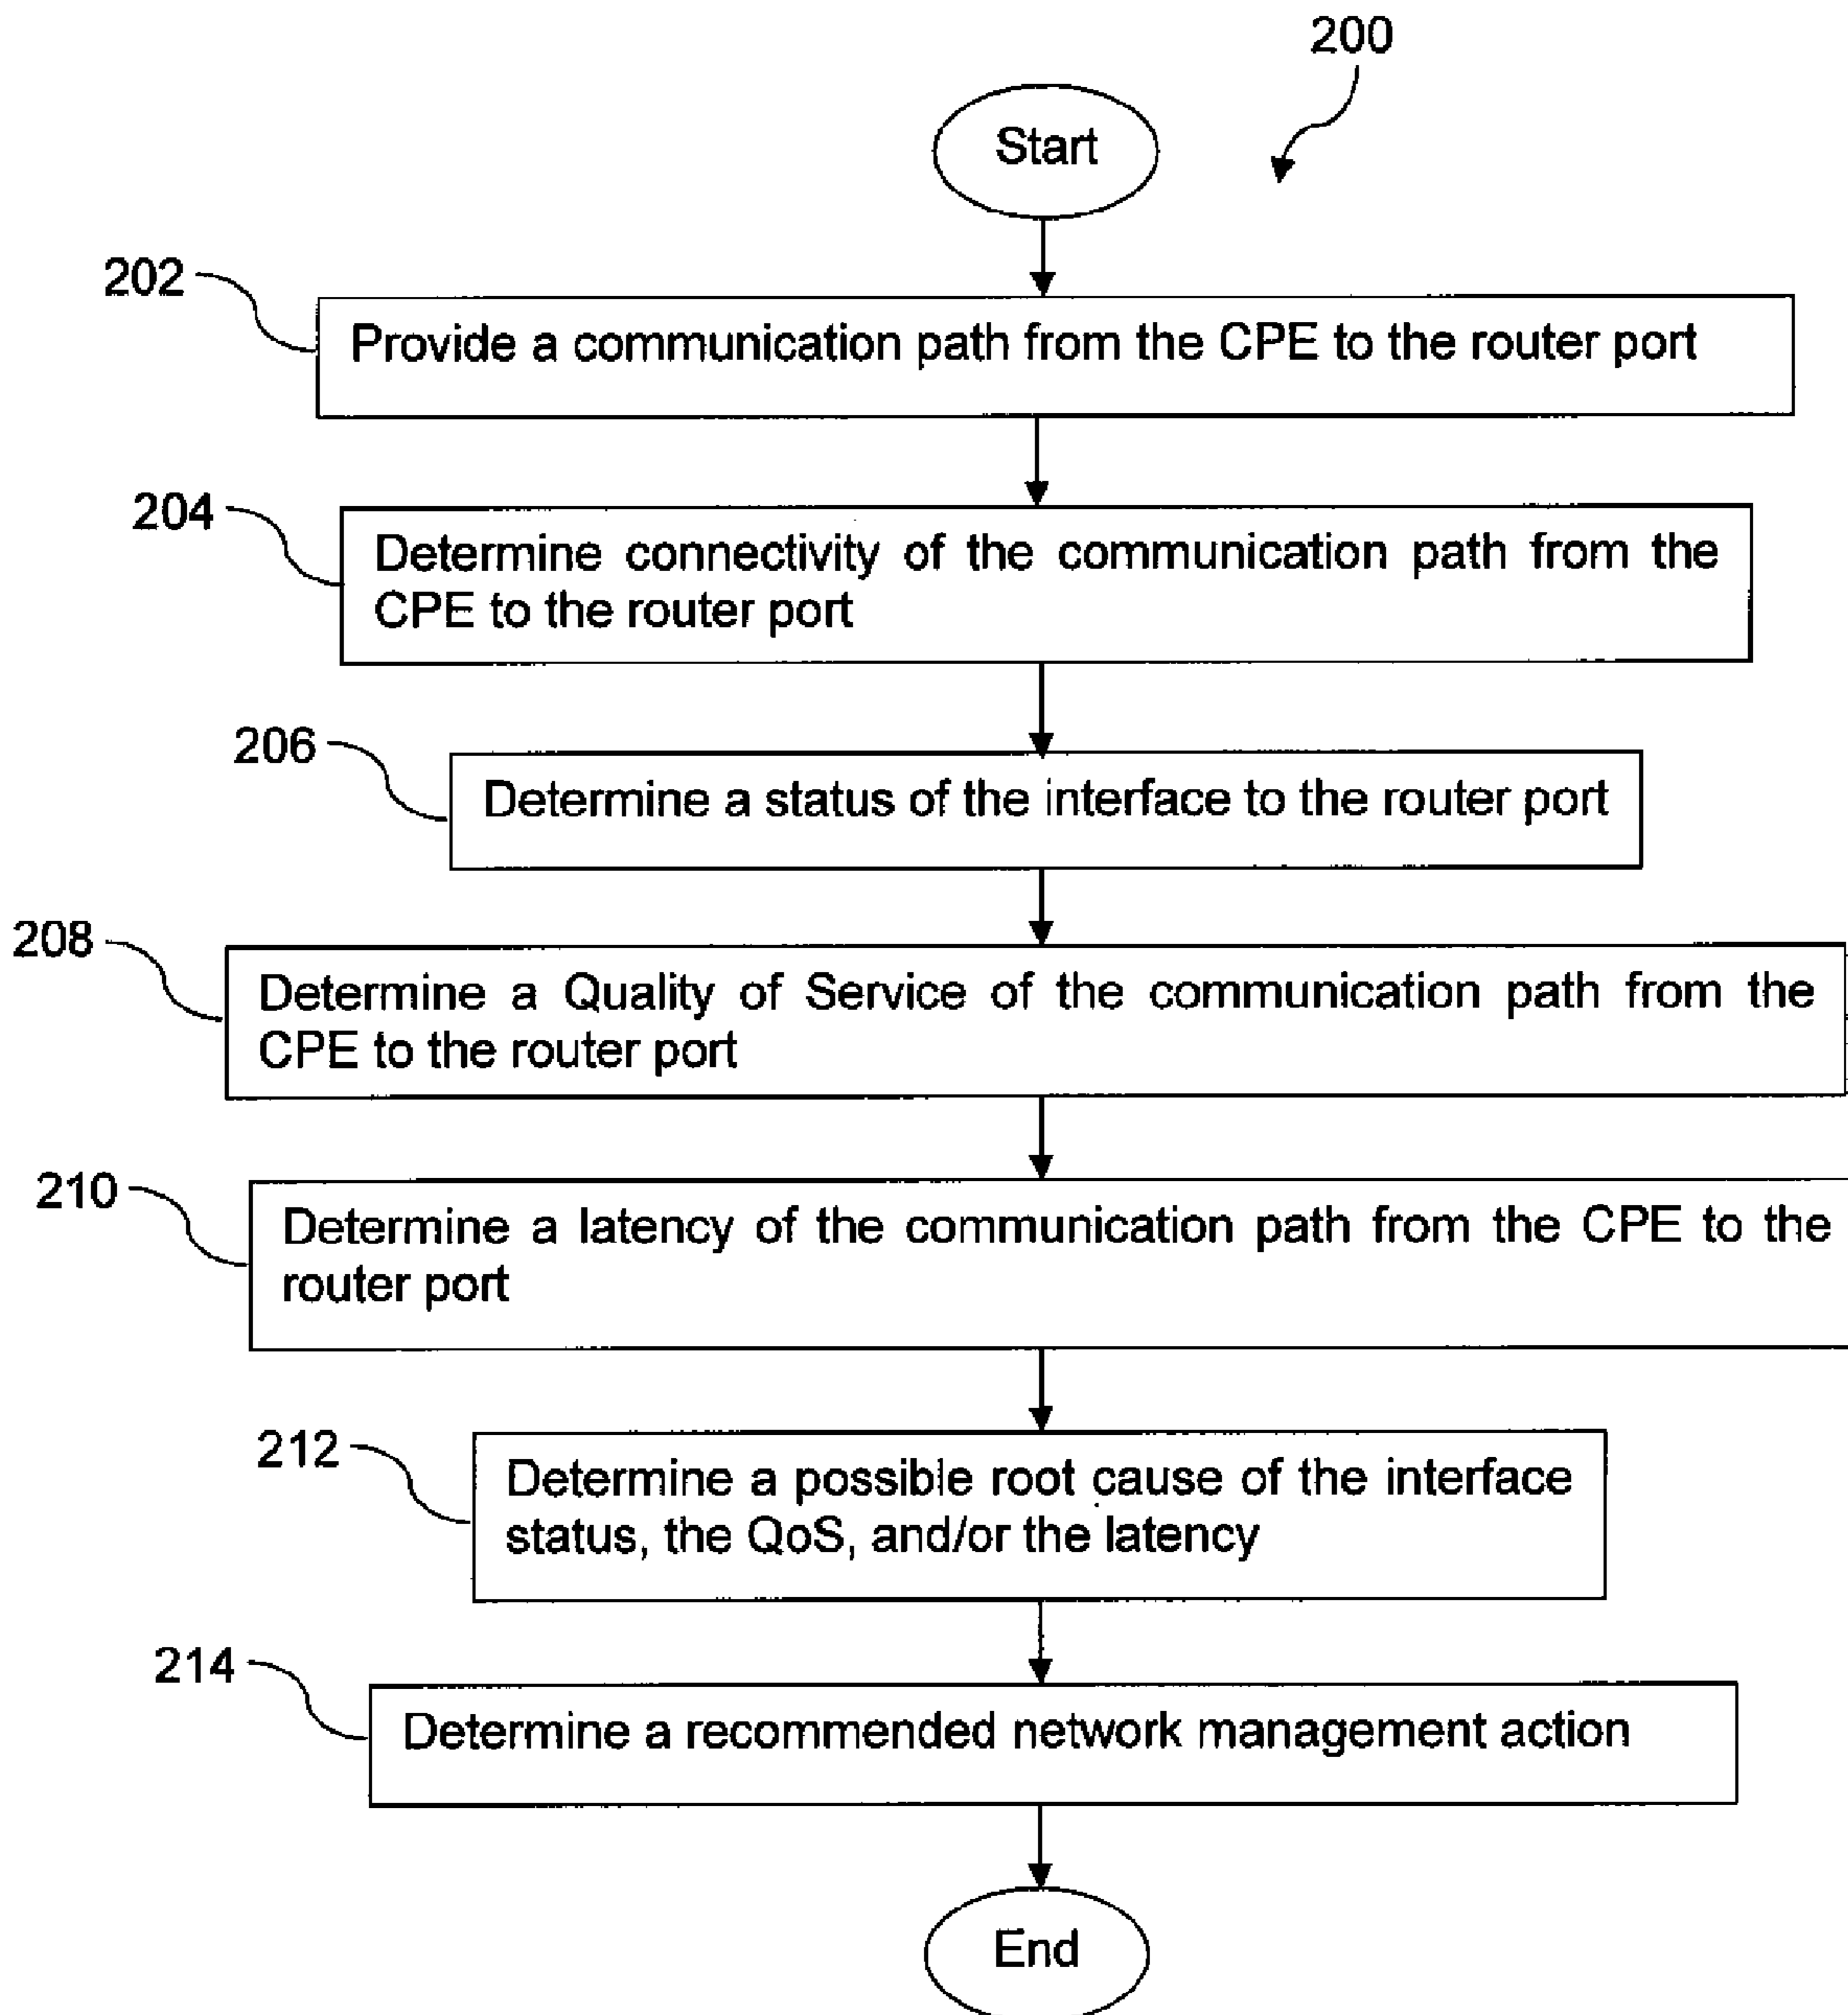 200
Start
202
Provide a communication path from the CPE to the router port
204
Determine connectivity of the communication path from the
CPE to the router port
206
Determine a status of the interface to the router port
208
Determine a Quality of Service of the communication path from the
CPE to the router port
210
Determine a latency of the communication path from the CPE to the
router port
212
Determine a possible root cause of the interface
status, the QoS, and/or the latency
214
Determine a recommended network management action
End